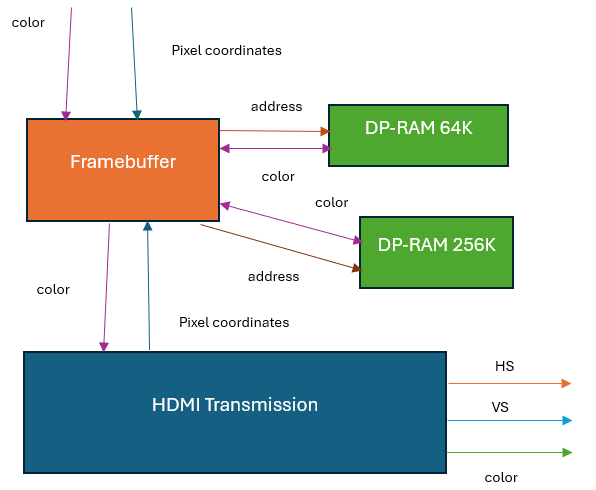 color
Pixel coordinates
address
DP-RAM 64K
Framebuffer
color
color
DP-RAM 256K
address
color
Pixel coordinates
HS
HDMI Transmission
VS
color